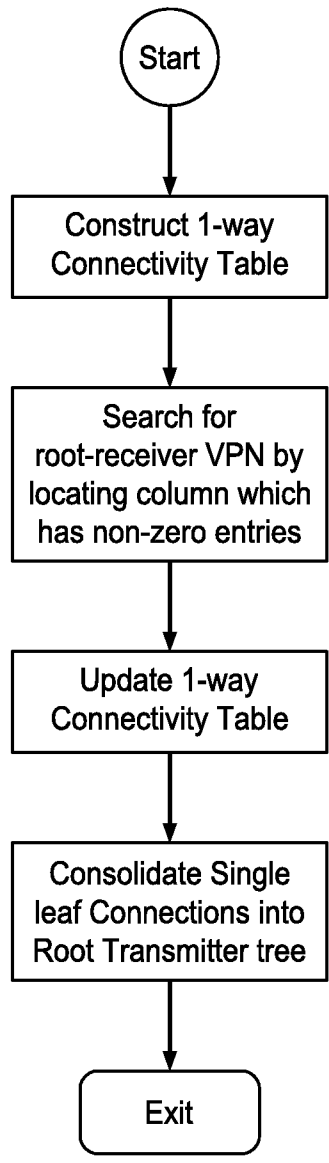 Start
Construct 1-way
Connectivity Table
Search for
root-receiver VPN by
locating column which
has non-zero entries
Update 1-way
Connectivity Table
Consolidate Single
leaf Connections into
Root Transmitter tree
Exit